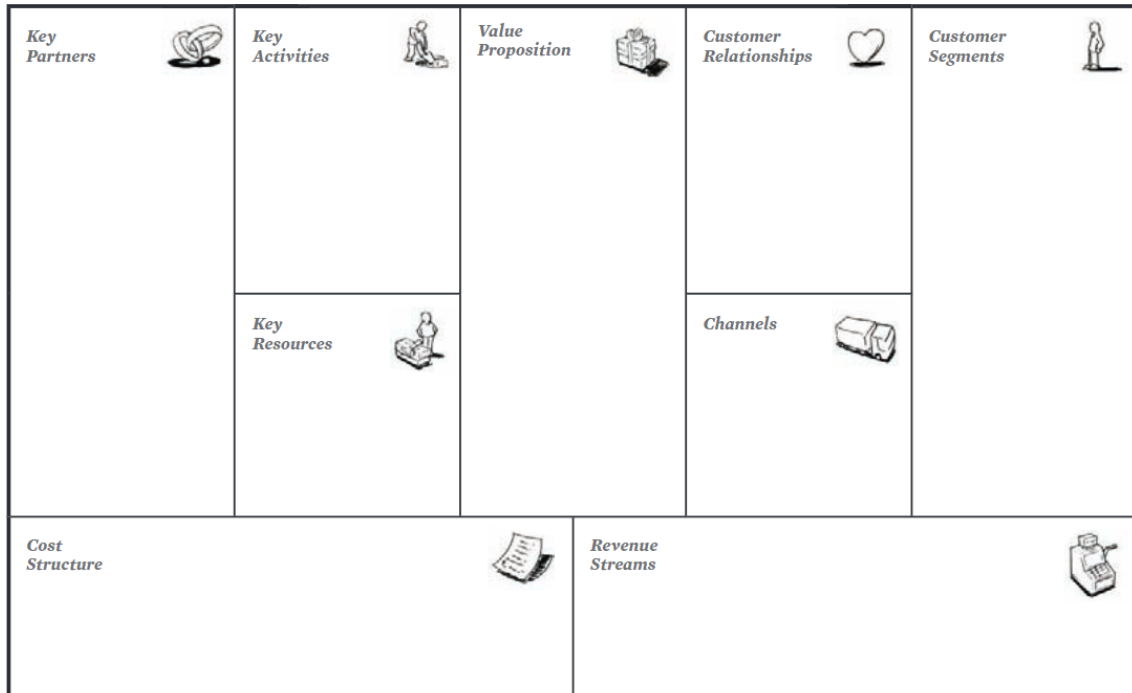 Key
Partners
Key
Activities
Value
Proposition
Customer
Relationships
Customer
Segments
Key
Resources
Channels
Cost
Structure
Revenue
Streams